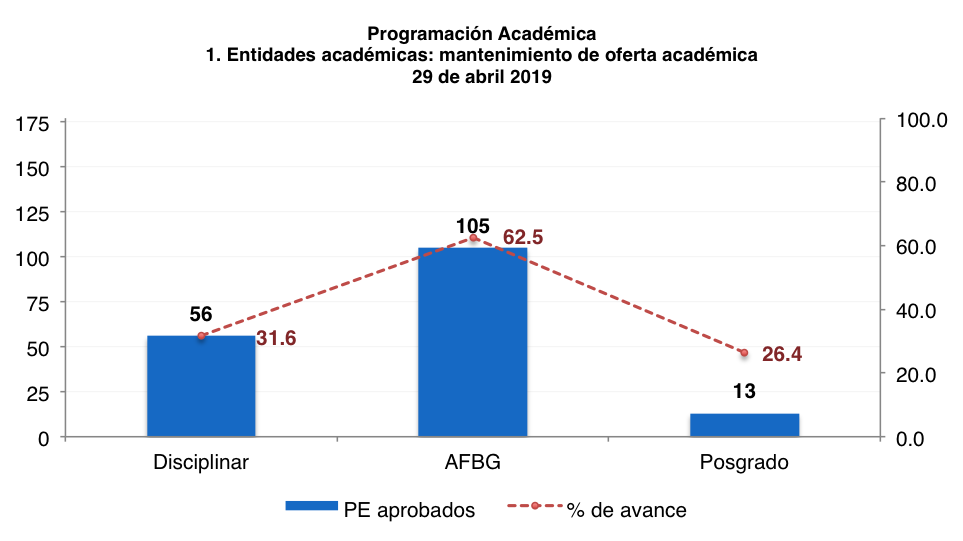 Programación Académica
1. Entidades académicas: mantenimiento de oferta académica
29 de abril 2019
175
150
125
100
75
50
25
0
100.0
80.0
60.0
40.0
20.0
0.0
56
31.6
105
62.5
13
26.4
Disciplinar
AFBG
Posgrado
PE aprobados
% de avance